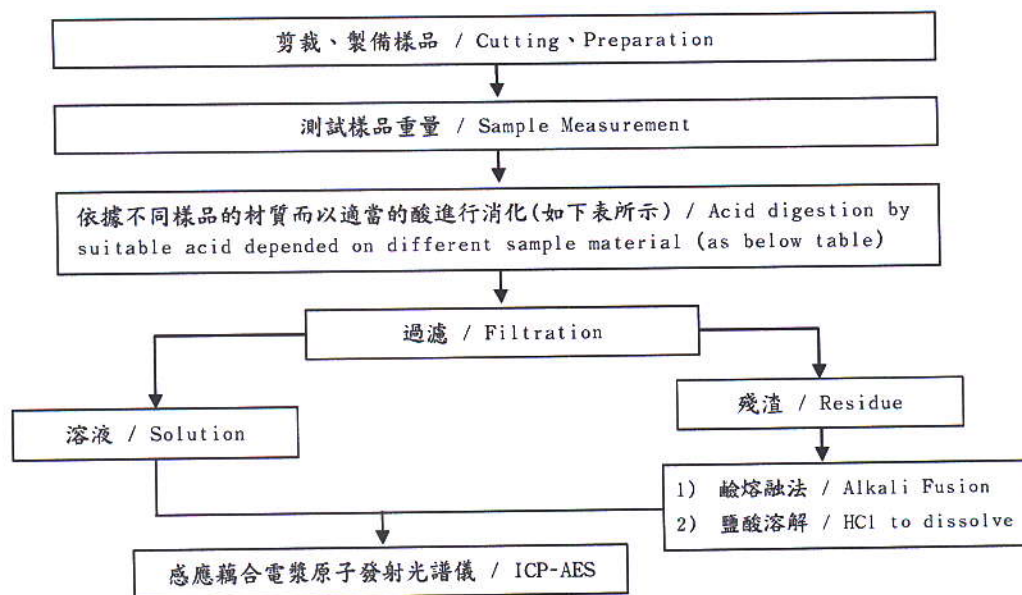 剪裁、製備樣品 / Cutting、Preparation
測試樣品重量 / Sample Measurement
依據不同樣品的材質而以適當的酸進行消化(如下表所示) / Acid digestion by
suitable acid depended on different sample material (as below table)
過濾 / Filtration
溶液 / Solution
殘渣 / Residue
1) 鹼熔融法 / Alkali Fusion
2) 鹽酸溶解 / HCl to dissolve
感應藕合電漿原子發射光譜儀 / ICP-AES